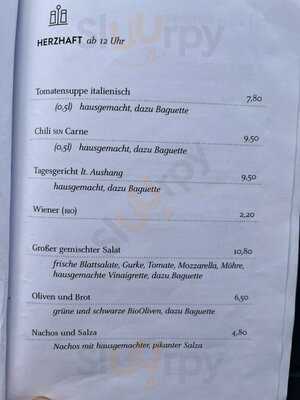 HERZHAFT ab 12 Uhr
Tomatensuppe italienisch 7,80
(0,5l) hausgemacht, dazu Baguette
Chili SIN Carne 9,50
(0,5l) hausgemacht, dazu Baguette
Tagesgericht lt. Aushang 9,50
hausgemacht, dazu Baguette
Wiener (BIO) 2,20
Großer gemischter Salat 10,80
frische Blattsalate, Gurke, Tomate, Mozzarella, Möhre,
hausgemachte Vinaigrette, dazu Baguette
Oliven und Brot 6,50
grüne und schwarze BioOliven, dazu Baguette
Nachos und Salza 4,80
Nachos mit hausgemachter, pikanter Salza